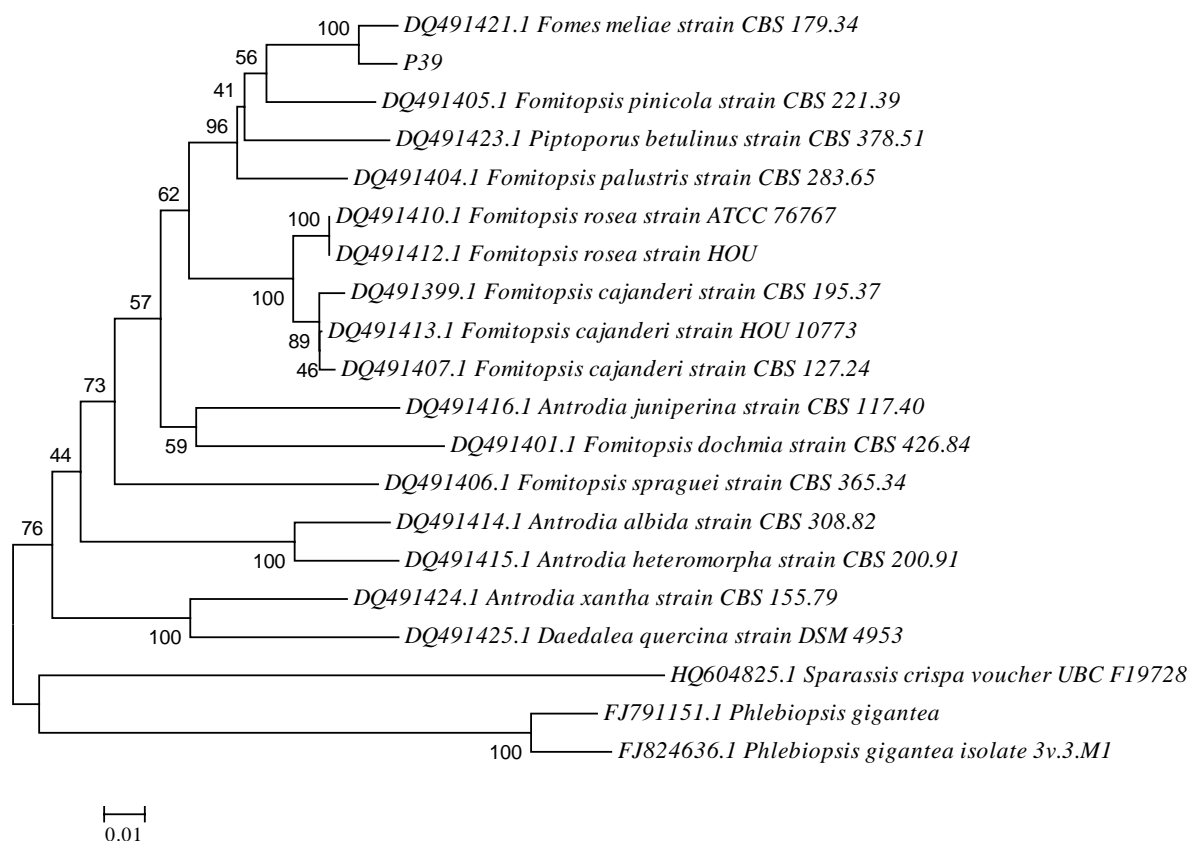 100
DQ491421.1 Fomes meliae strain CBS 179.34
56
P39
41
DQ491405.1 Fomitopsis pinicola strain CBS 221.39
96
DQ491423.1 Piptoporus betulinus strain CBS 378.51
DQ491404.1 Fomitopsis palustris strain CBS 283.65
62
100
DQ491410.1 Fomitopsis rosea strain ATCC 76767
DQ491412.1 Fomitopsis rosea strain HOU
100
DQ491399.1 Fomitopsis cajanderi strain CBS 195.37
57
DQ491413.1 Fomitopsis cajanderi strain HOU 10773
89
46
DQ491407.1 Fomitopsis cajanderi strain CBS 127.24
73
DQ491416.1 Antrodia juniperina strain CBS 117.40
59
DQ491401.1 Fomitopsis dochmia strain CBS 426.84
44
DQ491406.1 Fomitopsis spraguei strain CBS 365.34
76
DQ491414.1 Antrodia albida strain CBS 308.82
100
DQ491415.1 Antrodia heteromorpha strain CBS 200.91
DQ491424.1 Antrodia xantha strain CBS 155.79
100
DQ491425.1 Daedalea quercina strain DSM 4953
HQ604825.1 Sparassis crispa voucher UBC F19728
FJ791151.1 Phlebiopsis gigantea
100
FJ824636.1 Phlebiopsis gigantea isolate 3v.3.M1
0.01